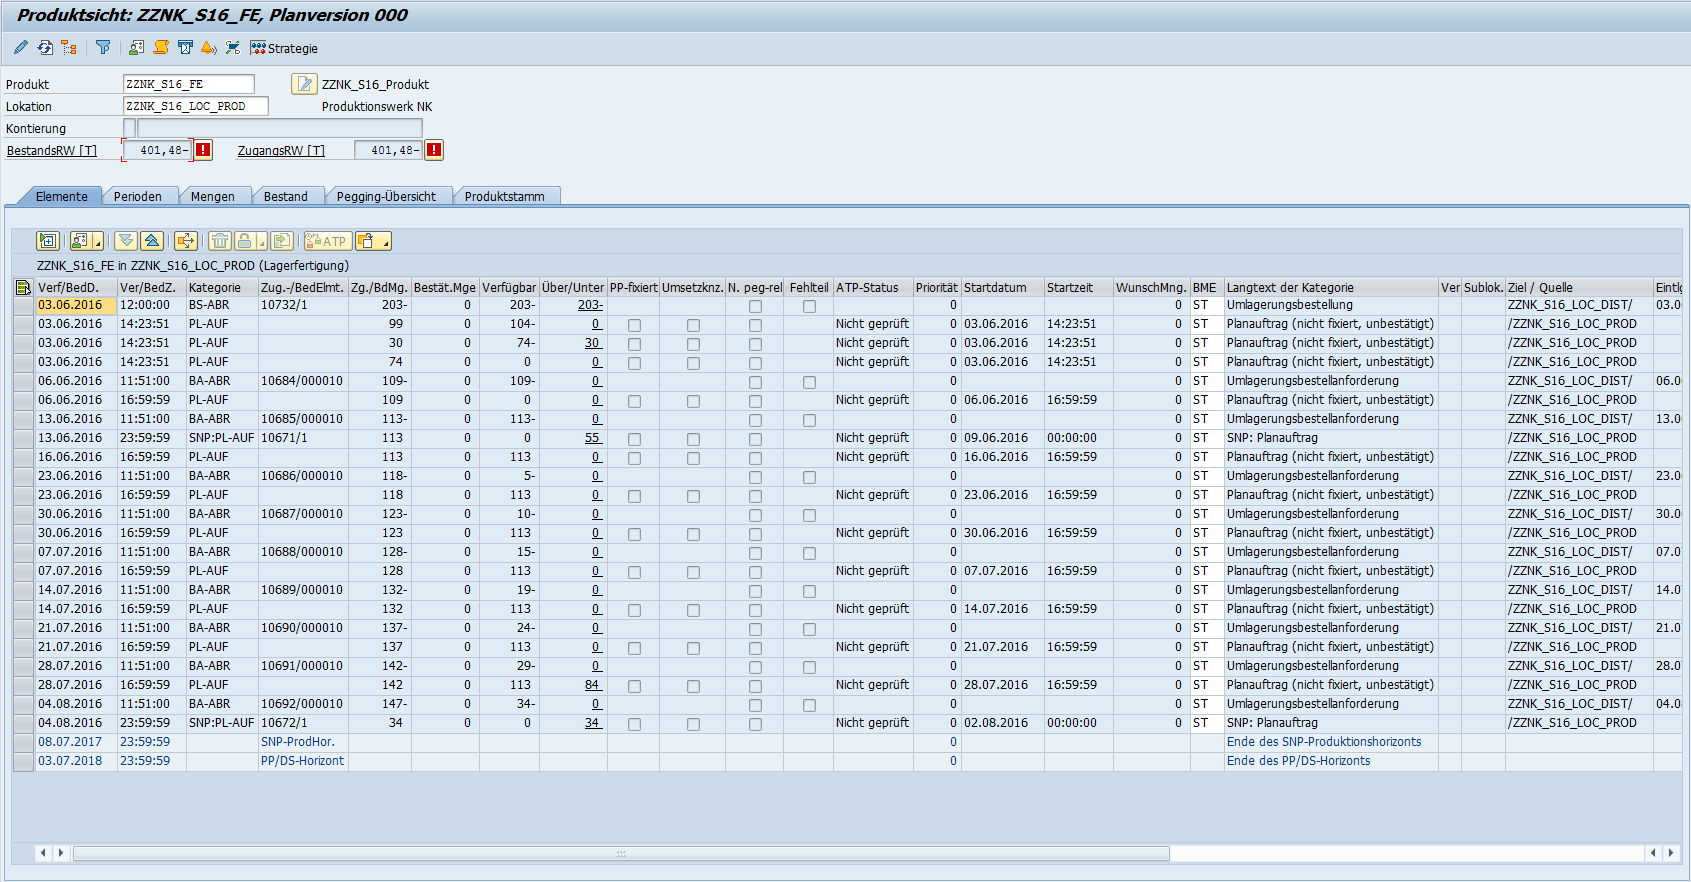 Produktsicht: ZZNK_S16_FE, Planversion 000
Strategie
Produkt ZZNK_S16_FE ZZNK_S16_Produkt
Lokation ZZNK_S16_LOC_PROD Produktionswerk NK
Kontierung
BestandsRW [T] 401,48- ZugangsRW [T] 401,48-
Elemente Perioden Mengen Bestand Pegging-Übersicht Produktstamm
ATP
ZZNK_S16_FE in ZZNK_S16_LOC_PROD (Lagerfertigung)
Verf/BedD. Ver/BedZ. Kategorie Zug.-/BedElmt. Zg./BdMg. Bestät.Mge Verfügbar Über/Unter PP-fixiert Umsetzknz. N. peg-rel Fehlteil ATP-Status Priorität Startdatum Startzeit WunschMng. BME Langtext der Kategorie Ver Sublok. Ziel / Quelle Eintlg
03.06.2016 12:00:00 BS-ABR 10732/1 203- 0 203- 203- 0 0 ST Umlagerungsbestellung ZZNK_S16_LOC_DIST/ 03.0
03.06.2016 14:23:51 PL-AUF 99 0 104- 0 Nicht geprüft 0 03.06.2016 14:23:51 0 ST Planauftrag (nicht fixiert, unbestätigt) /ZZNK_S16_LOC_PROD
03.06.2016 14:23:51 PL-AUF 30 0 74- 30 Nicht geprüft 0 03.06.2016 14:23:51 0 ST Planauftrag (nicht fixiert, unbestätigt) /ZZNK_S16_LOC_PROD
03.06.2016 14:23:51 PL-AUF 74 0 0 0 Nicht geprüft 0 03.06.2016 14:23:51 0 ST Planauftrag (nicht fixiert, unbestätigt) /ZZNK_S16_LOC_PROD
06.06.2016 11:51:00 BA-ABR 10684/000010 109- 0 109- 0 0 0 ST Umlagerungsbestellanforderung ZZNK_S16_LOC_DIST/ 06.0
06.06.2016 16:59:59 PL-AUF 109 0 0 0 Nicht geprüft 0 06.06.2016 16:59:59 0 ST Planauftrag (nicht fixiert, unbestätigt) /ZZNK_S16_LOC_PROD
13.06.2016 11:51:00 BA-ABR 10685/000010 113- 0 113- 0 0 0 ST Umlagerungsbestellanforderung ZZNK_S16_LOC_DIST/ 13.0
13.06.2016 23:59:59 SNP:PL-AUF 10671/1 113 0 0 55 Nicht geprüft 0 09.06.2016 00:00:00 0 ST SNP: Planauftrag /ZZNK_S16_LOC_PROD
16.06.2016 16:59:59 PL-AUF 113 0 113 0 Nicht geprüft 0 16.06.2016 16:59:59 0 ST Planauftrag (nicht fixiert, unbestätigt) /ZZNK_S16_LOC_PROD
23.06.2016 11:51:00 BA-ABR 10686/000010 118- 0 5- 0 0 0 ST Umlagerungsbestellanforderung ZZNK_S16_LOC_DIST/ 23.0
23.06.2016 16:59:59 PL-AUF 118 0 113 0 Nicht geprüft 0 23.06.2016 16:59:59 0 ST Planauftrag (nicht fixiert, unbestätigt) /ZZNK_S16_LOC_PROD
30.06.2016 11:51:00 BA-ABR 10687/000010 123- 0 10- 0 0 0 ST Umlagerungsbestellanforderung ZZNK_S16_LOC_DIST/ 30.0
30.06.2016 16:59:59 PL-AUF 123 0 113 0 Nicht geprüft 0 30.06.2016 16:59:59 0 ST Planauftrag (nicht fixiert, unbestätigt) /ZZNK_S16_LOC_PROD
07.07.2016 11:51:00 BA-ABR 10688/000010 128- 0 15- 0 0 0 ST Umlagerungsbestellanforderung ZZNK_S16_LOC_DIST/ 07.0
07.07.2016 16:59:59 PL-AUF 128 0 113 0 Nicht geprüft 0 07.07.2016 16:59:59 0 ST Planauftrag (nicht fixiert, unbestätigt) /ZZNK_S16_LOC_PROD
14.07.2016 11:51:00 BA-ABR 10689/000010 132- 0 19- 0 0 0 ST Umlagerungsbestellanforderung ZZNK_S16_LOC_DIST/ 14.0
14.07.2016 16:59:59 PL-AUF 132 0 113 0 Nicht geprüft 0 14.07.2016 16:59:59 0 ST Planauftrag (nicht fixiert, unbestätigt) /ZZNK_S16_LOC_PROD
21.07.2016 11:51:00 BA-ABR 10690/000010 137- 0 24- 0 0 0 ST Umlagerungsbestellanforderung ZZNK_S16_LOC_DIST/ 21.0
21.07.2016 16:59:59 PL-AUF 137 0 113 0 Nicht geprüft 0 21.07.2016 16:59:59 0 ST Planauftrag (nicht fixiert, unbestätigt) /ZZNK_S16_LOC_PROD
28.07.2016 11:51:00 BA-ABR 10691/000010 142- 0 29- 0 0 0 ST Umlagerungsbestellanforderung ZZNK_S16_LOC_DIST/ 28.0
28.07.2016 16:59:59 PL-AUF 142 0 113 84 Nicht geprüft 0 28.07.2016 16:59:59 0 ST Planauftrag (nicht fixiert, unbestätigt) /ZZNK_S16_LOC_PROD
04.08.2016 11:51:00 BA-ABR 10692/000010 147- 0 34- 0 0 0 ST Umlagerungsbestellanforderung ZZNK_S16_LOC_DIST/ 04.0
04.08.2016 23:59:59 SNP:PL-AUF 10672/1 34 0 0 34 Nicht geprüft 0 02.08.2016 00:00:00 0 ST SNP: Planauftrag /ZZNK_S16_LOC_PROD
08.07.2017 23:59:59 SNP-ProdHor. 0 Ende des SNP-Produktionshorizonts
03.07.2018 23:59:59 PP/DS-Horizont 0 Ende des PP/DS-Horizonts